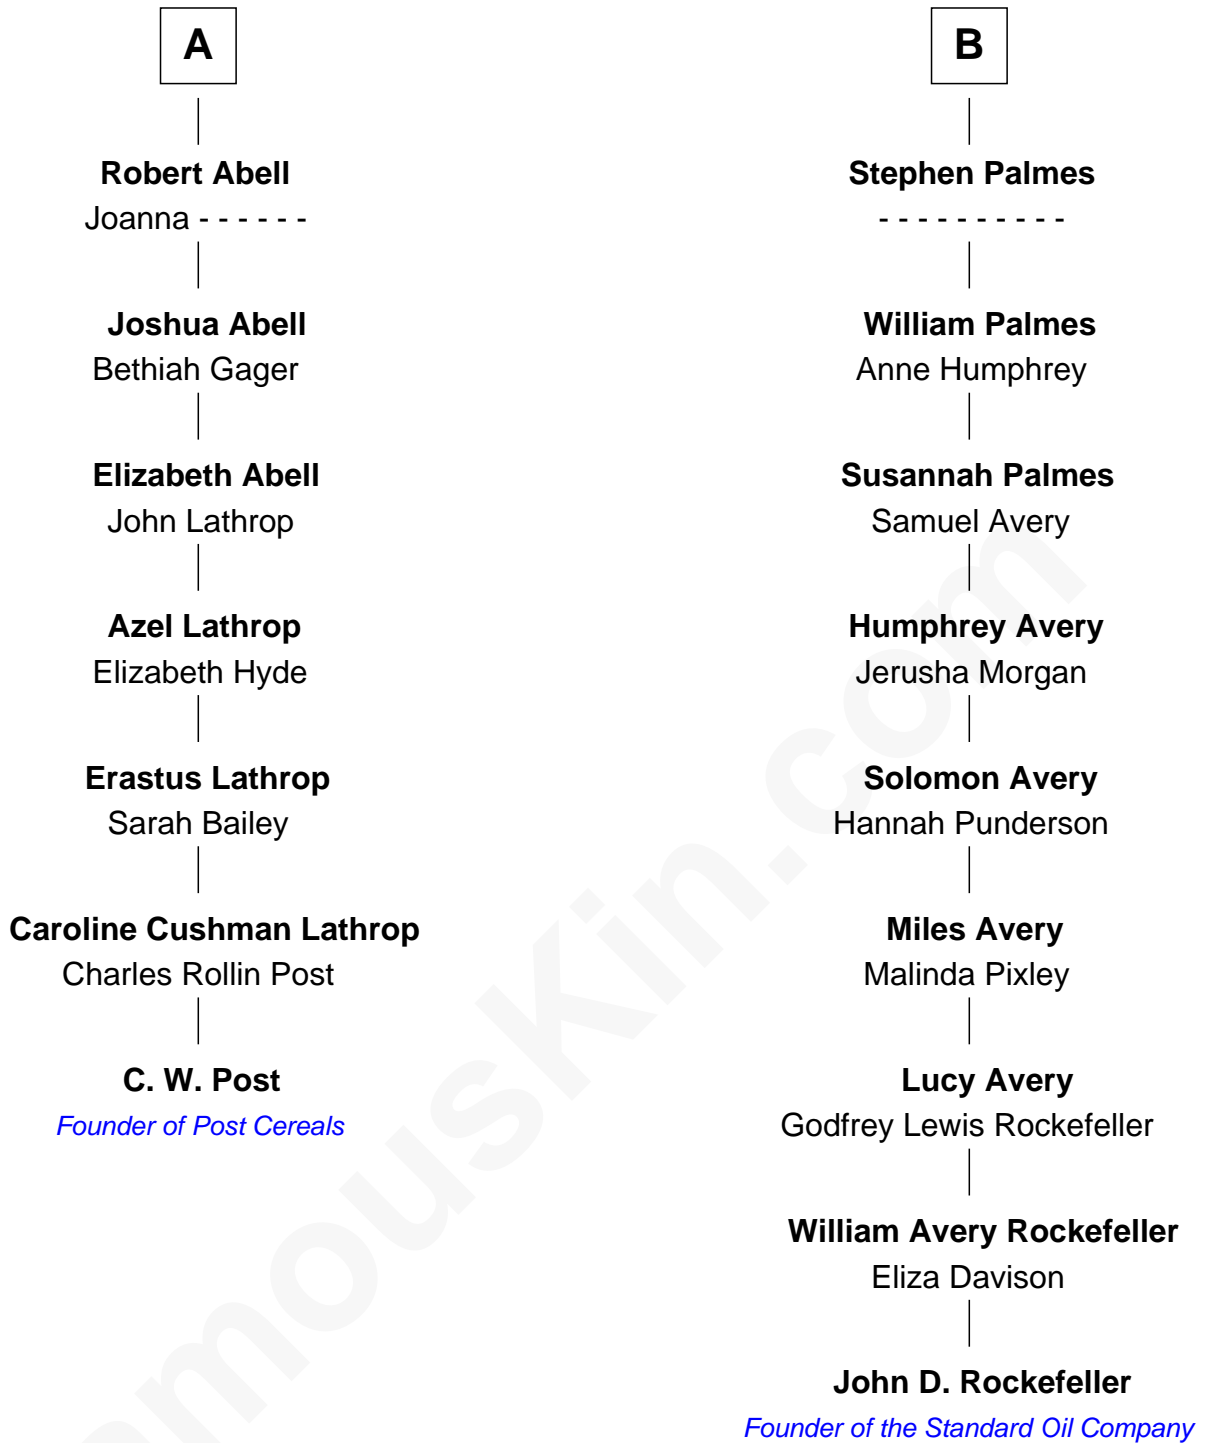 A
Robert Abell
Joanna - - - - - -
Joshua Abell
Bethiah Gager
Elizabeth Abell
John Lathrop
Azel Lathrop
Elizabeth Hyde
Erastus Lathrop
Sarah Bailey
Caroline Cushman Lathrop
Charles Rollin Post
C. W. Post
Founder of Post Cereals
B
Stephen Palmes
- - - - - - - - - -
William Palmes
Anne Humphrey
Susannah Palmes
Samuel Avery
Humphrey Avery
Jerusha Morgan
Solomon Avery
Hannah Punderson
Miles Avery
Malinda Pixley
Lucy Avery
Godfrey Lewis Rockefeller
William Avery Rockefeller
Eliza Davison
John D. Rockefeller
Founder of the Standard Oil Company
amouskin.com